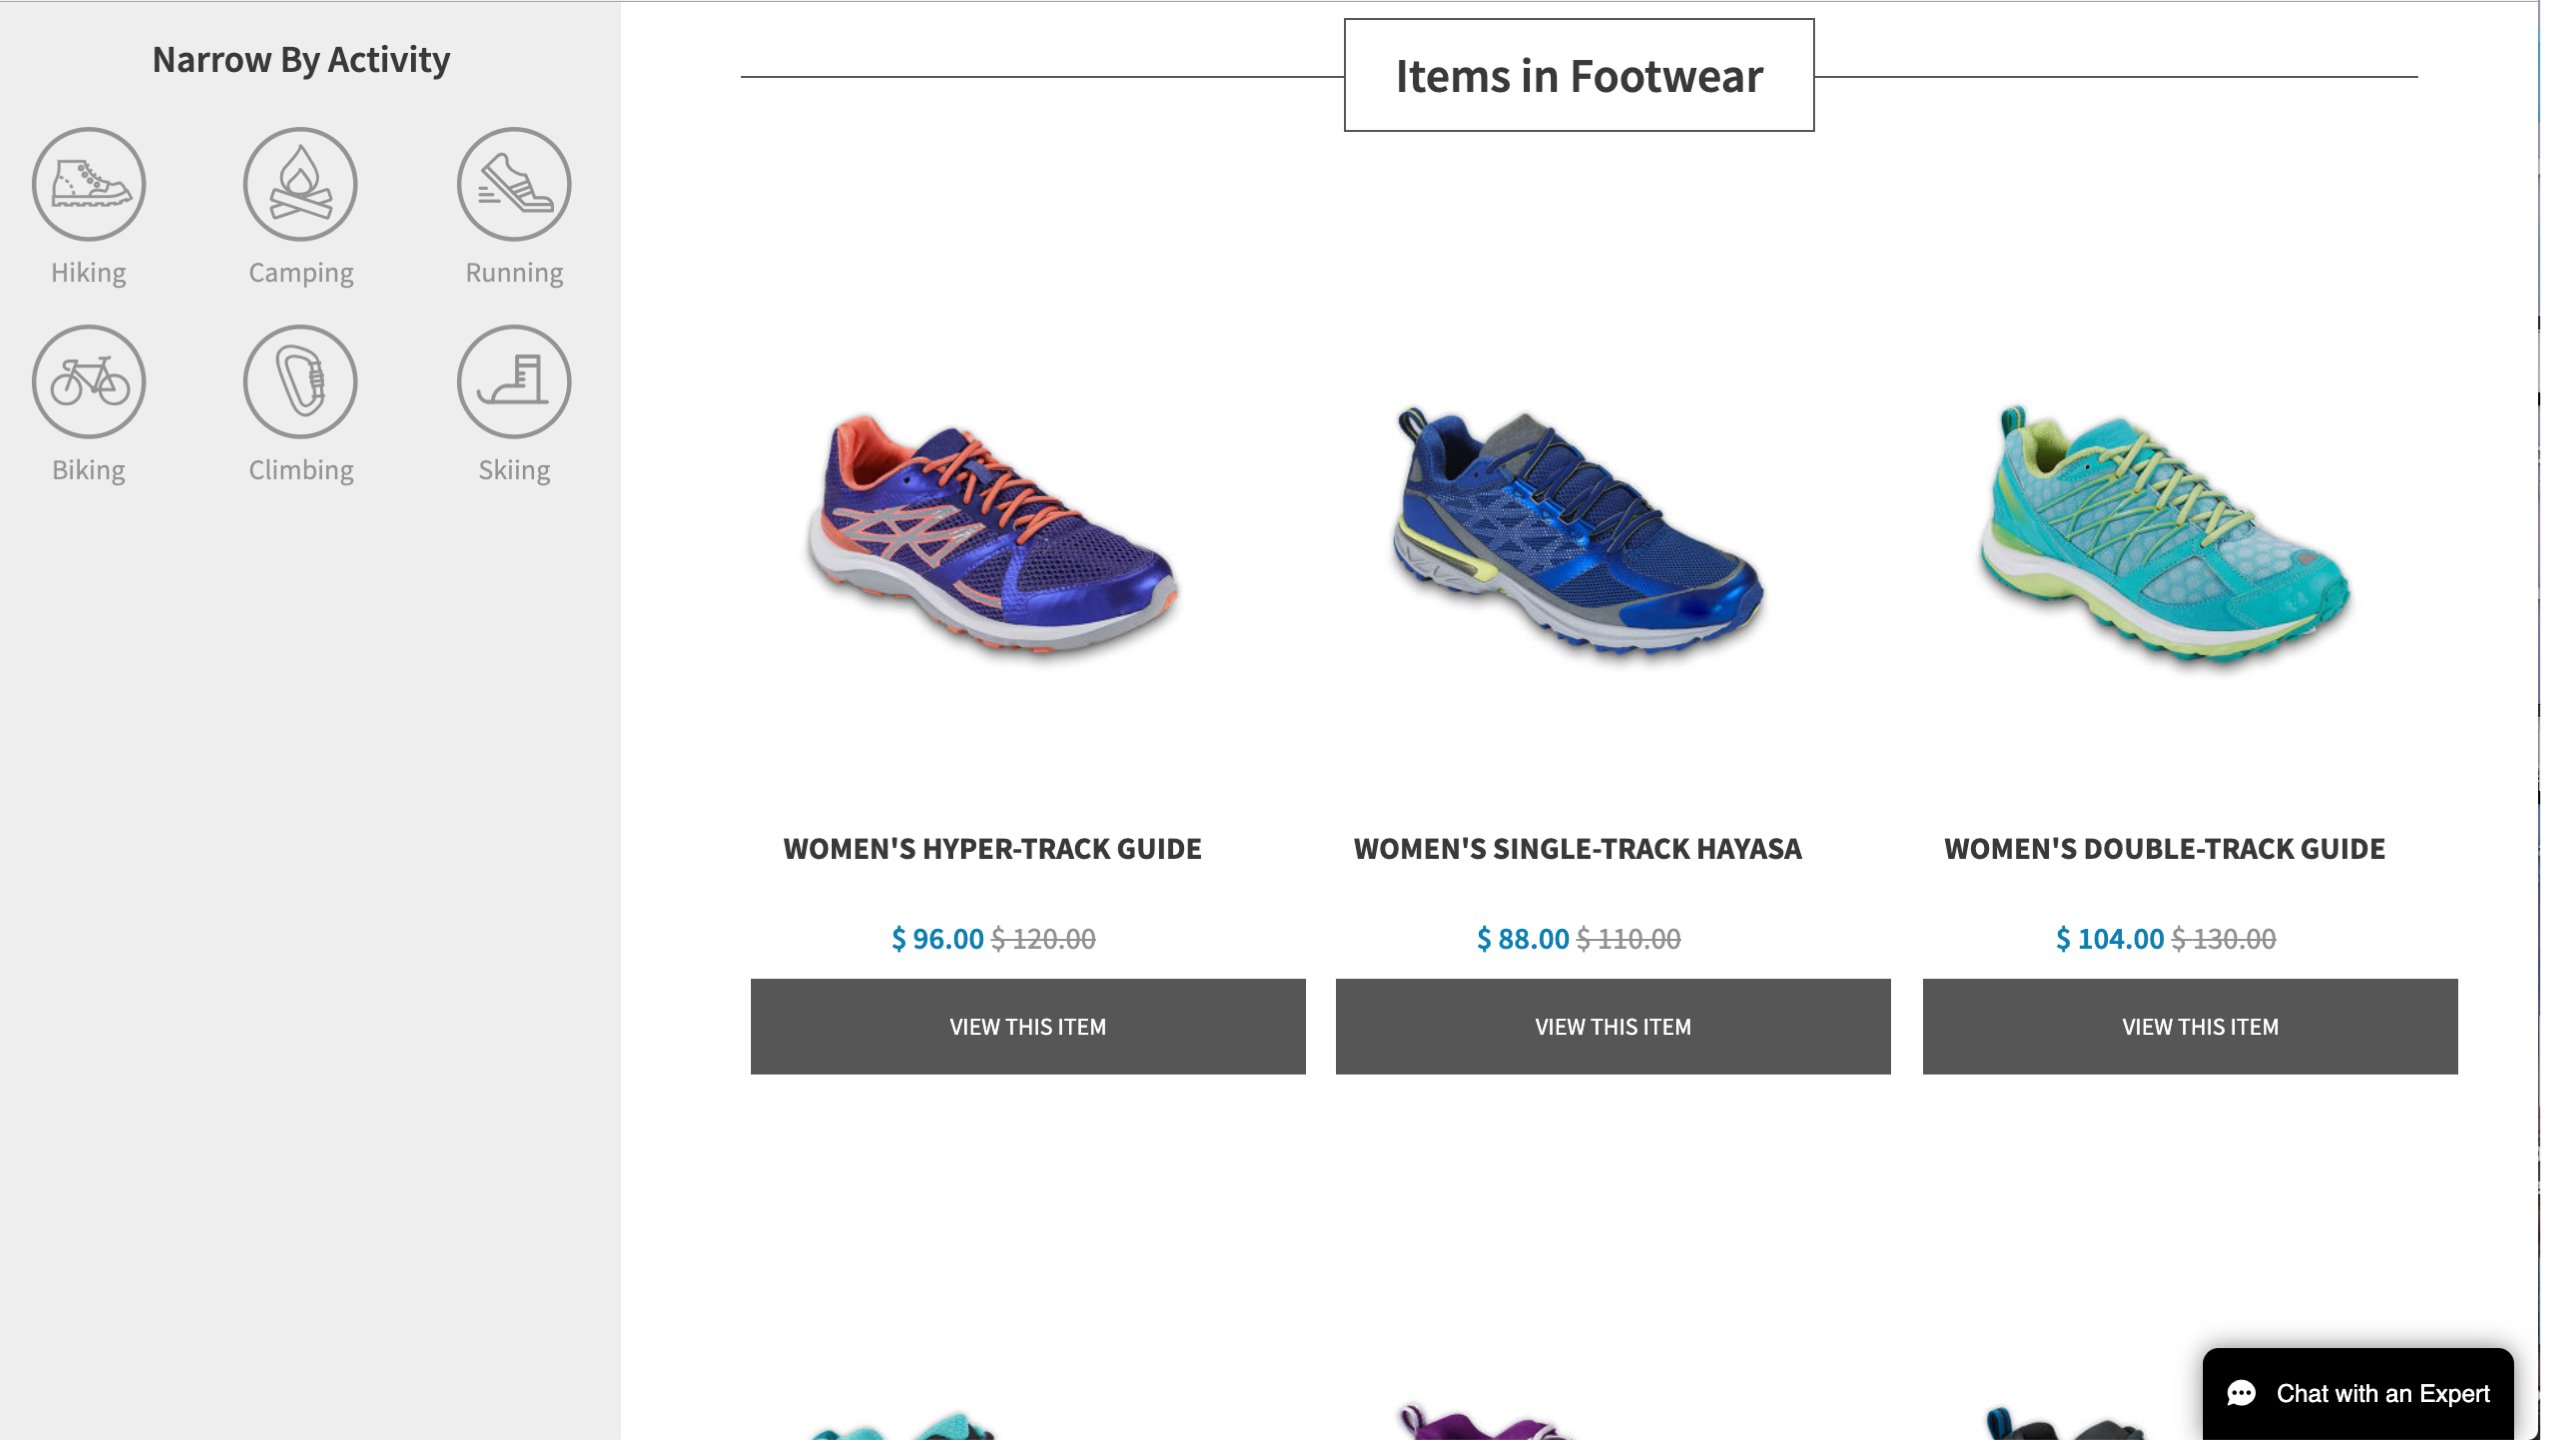 Narrow By Activity
Hiking
Camping
Running
Biking
Climbing
Skiing
Items in Footwear
WOMEN'S HYPER-TRACK GUIDE
$ 96.00 $ 120.00
VIEW THIS ITEM
WOMEN'S SINGLE-TRACK HAYASA
$ 88.00 $ 110.00
VIEW THIS ITEM
WOMEN'S DOUBLE-TRACK GUIDE
$ 104.00 $ 130.00
VIEW THIS ITEM
Chat with an Expert